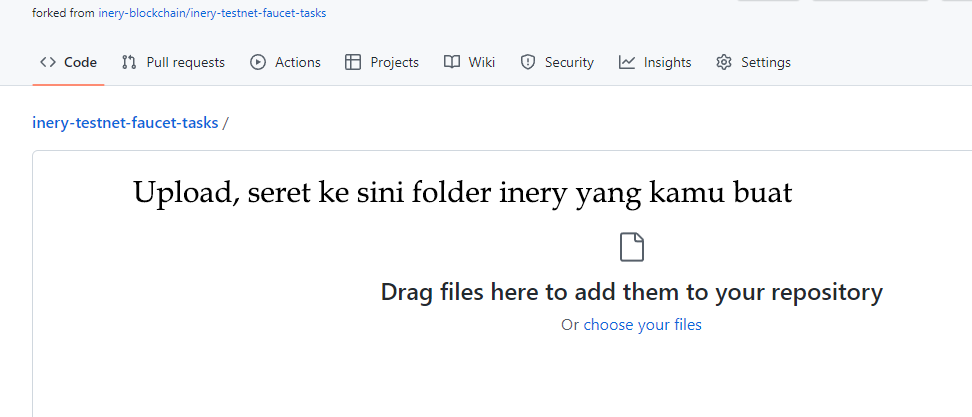 forked from inery-blockchain/inery-testnet-faucet-tasks
Code Pull requests Actions Projects Wiki Security Insights Settings
inery-testnet-faucet-tasks /
Upload, seret ke sini folder inery yang kamu buat
Drag files here to add them to your repository
Or choose your files